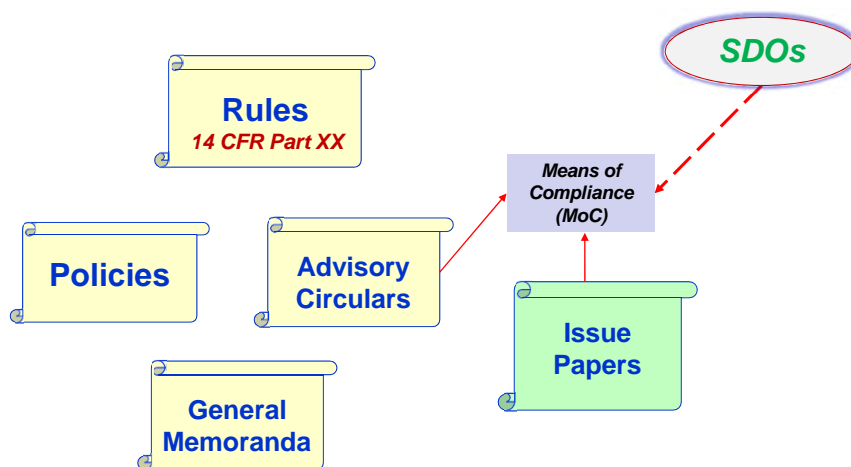 SDOs
Rules
14 CFR Part XX
Means of
Compliance
(MoC)
Policies
Advisory
Circulars
Issue
Papers
General
Memoranda